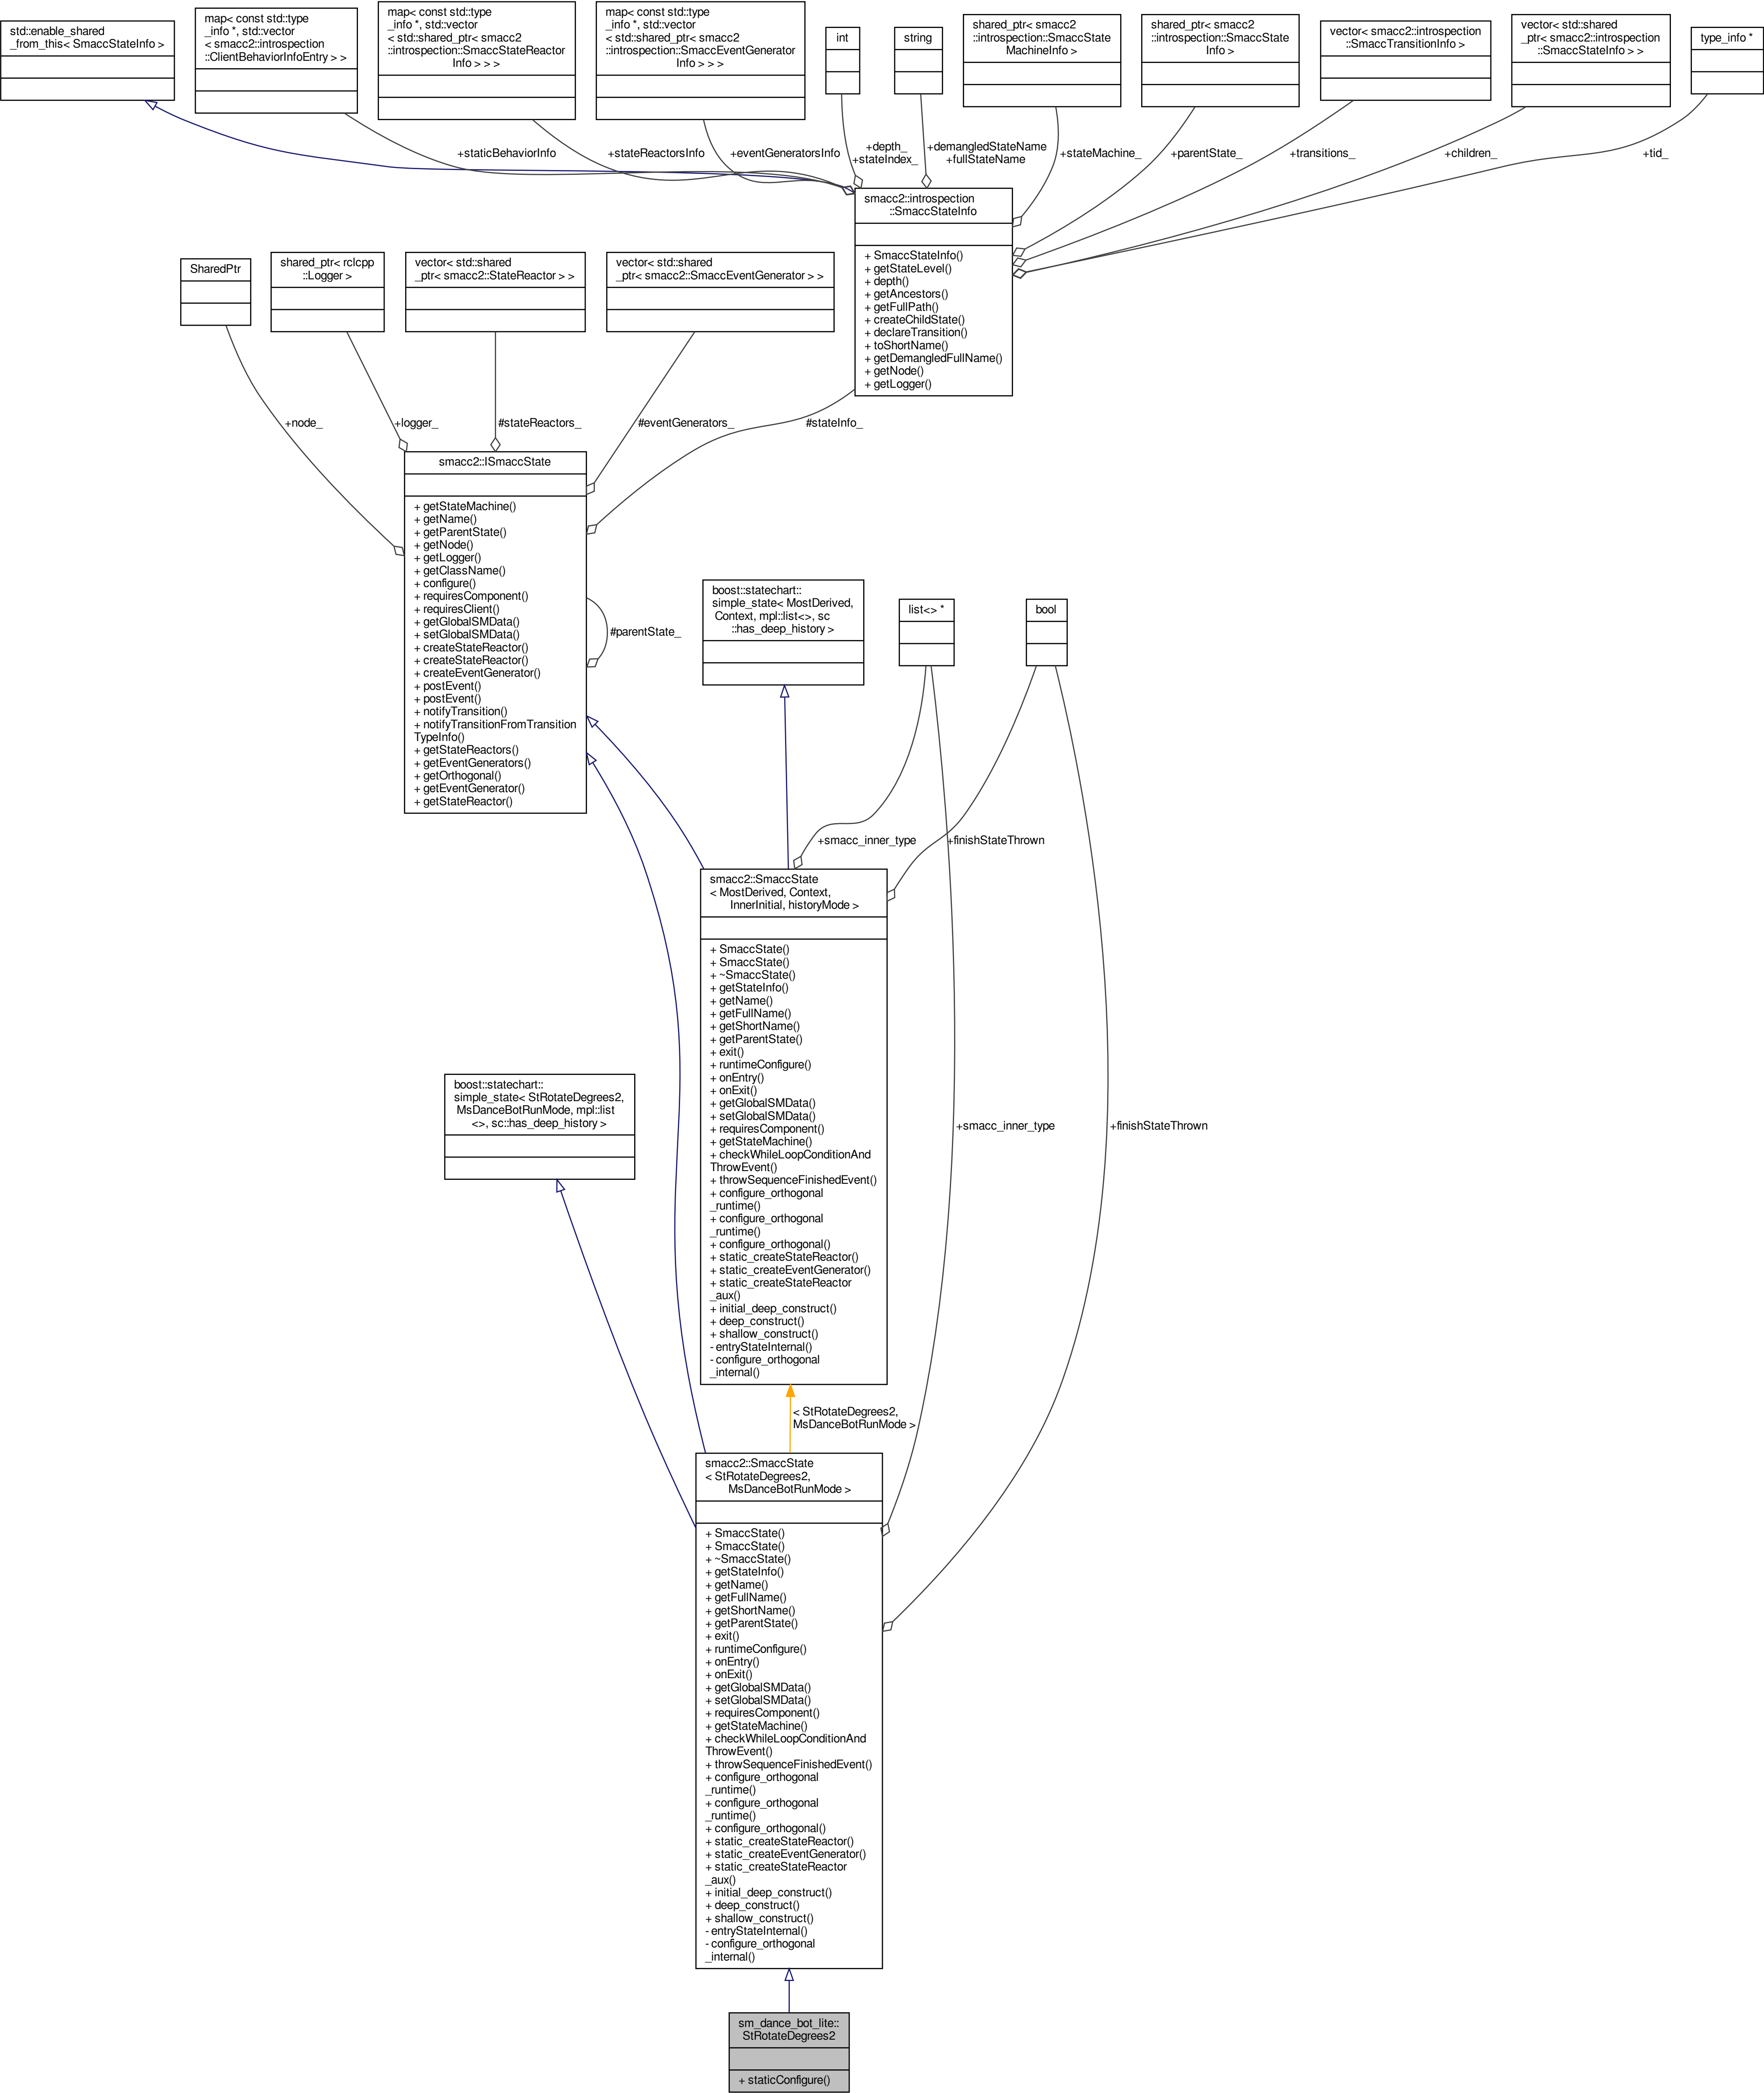 std::enable_shared
_from_this< SmaccStateInfo >
map< const std::type
_info *, std::vector
< smacc2::introspection
::ClientBehaviorInfoEntry > >
map< const std::type
_info *, std::vector
< std::shared_ptr< smacc2
::introspection::SmaccStateReactor
Info > > >
map< const std::type
_info *, std::vector
< std::shared_ptr< smacc2
::introspection::SmaccEventGenerator
Info > > >
int
string
shared_ptr< smacc2
::introspection::SmaccState
MachineInfo >
shared_ptr< smacc2
::introspection::SmaccState
Info >
vector< smacc2::introspection
::SmaccTransitionInfo >
vector< std::shared
_ptr< smacc2::introspection
::SmaccStateInfo > >
type_info *
+staticBehaviorInfo
+stateReactorsInfo
+eventGeneratorsInfo
+depth_
+stateIndex_
+demangledStateName
+fullStateName
+stateMachine_
+parentState_
+transitions_
+children_
+tid_
smacc2::introspection
::SmaccStateInfo
+ SmaccStateInfo()
+ getStateLevel()
+ depth()
+ getAncestors()
+ getFullPath()
+ createChildState()
+ declareTransition()
+ toShortName()
+ getDemangledFullName()
+ getNode()
+ getLogger()
SharedPtr
shared_ptr< rclcpp
::Logger >
vector< std::shared
_ptr< smacc2::StateReactor > >
vector< std::shared
_ptr< smacc2::SmaccEventGenerator > >
+node_
+logger_
#stateReactors_
#eventGenerators_
#stateInfo_
smacc2::ISmaccState
+ getStateMachine()
+ getName()
+ getParentState()
+ getNode()
+ getLogger()
+ getClassName()
+ configure()
+ requiresComponent()
+ requiresClient()
+ getGlobalSMData()
+ setGlobalSMData()
+ createStateReactor()
+ createStateReactor()
+ createEventGenerator()
+ postEvent()
+ postEvent()
+ notifyTransition()
+ notifyTransitionFromTransition
TypeInfo()
+ getStateReactors()
+ getEventGenerators()
+ getOrthogonal()
+ getEventGenerator()
+ getStateReactor()
#parentState_
boost::statechart::
simple_state< MostDerived,
Context, mpl::list<>, sc
::has_deep_history >
list<> *
bool
+smacc_inner_type
+finishStateThrown
smacc2::SmaccState
< MostDerived, Context,
InnerInitial, historyMode >
+ SmaccState()
+ SmaccState()
+ ~SmaccState()
+ getStateInfo()
+ getName()
+ getFullName()
+ getShortName()
+ getParentState()
+ exit()
+ runtimeConfigure()
+ onEntry()
+ onExit()
+ getGlobalSMData()
+ setGlobalSMData()
+ requiresComponent()
+ getStateMachine()
+ checkWhileLoopConditionAnd
ThrowEvent()
+ throwSequenceFinishedEvent()
+ configure_orthogonal
_runtime()
+ configure_orthogonal
_runtime()
+ configure_orthogonal()
+ static_createStateReactor()
+ static_createEventGenerator()
+ static_createStateReactor
_aux()
+ initial_deep_construct()
+ deep_construct()
+ shallow_construct()
- entryStateInternal()
- configure_orthogonal
_internal()
boost::statechart::
simple_state< StRotateDegrees2,
MsDanceBotRunMode, mpl::list
<>, sc::has_deep_history >
+smacc_inner_type
+finishStateThrown
< StRotateDegrees2,
MsDanceBotRunMode >
smacc2::SmaccState
< StRotateDegrees2,
MsDanceBotRunMode >
+ SmaccState()
+ SmaccState()
+ ~SmaccState()
+ getStateInfo()
+ getName()
+ getFullName()
+ getShortName()
+ getParentState()
+ exit()
+ runtimeConfigure()
+ onEntry()
+ onExit()
+ getGlobalSMData()
+ setGlobalSMData()
+ requiresComponent()
+ getStateMachine()
+ checkWhileLoopConditionAnd
ThrowEvent()
+ throwSequenceFinishedEvent()
+ configure_orthogonal
_runtime()
+ configure_orthogonal
_runtime()
+ configure_orthogonal()
+ static_createStateReactor()
+ static_createEventGenerator()
+ static_createStateReactor
_aux()
+ initial_deep_construct()
+ deep_construct()
+ shallow_construct()
- entryStateInternal()
- configure_orthogonal
_internal()
sm_dance_bot_lite::
StRotateDegrees2
+ staticConfigure()